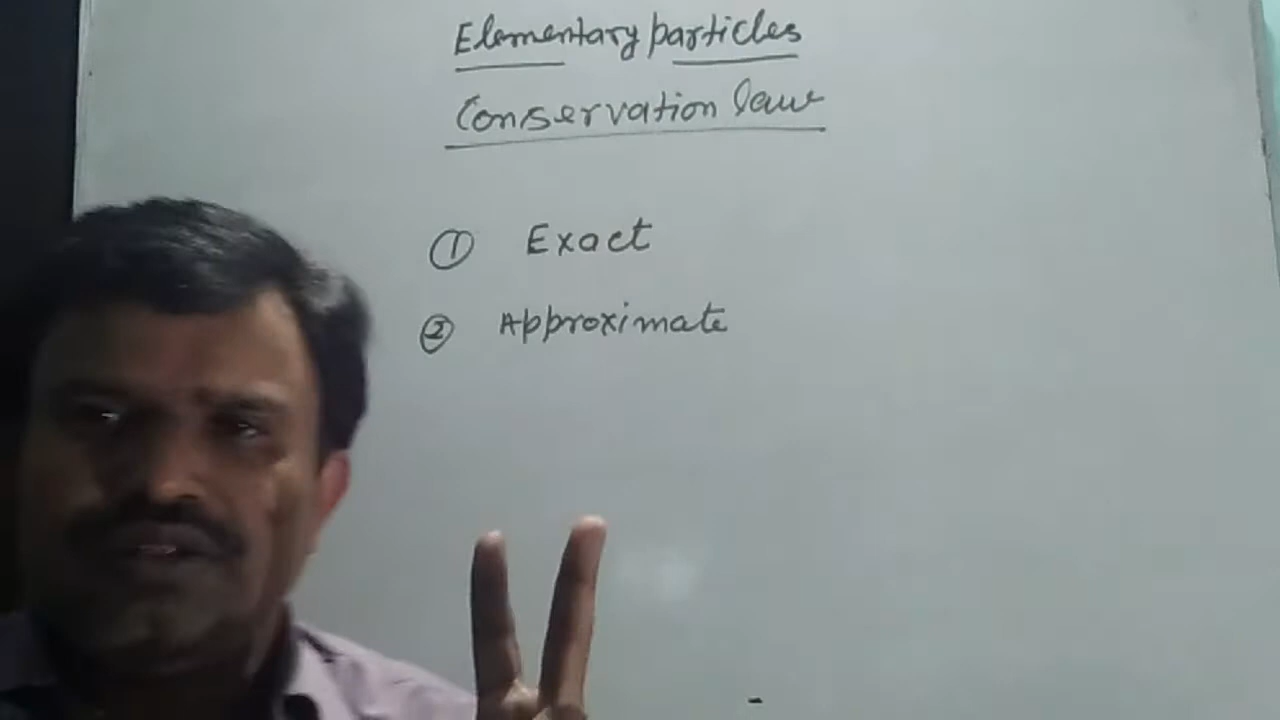 Elementary particles
Conservation law
① Exact
② Approximate